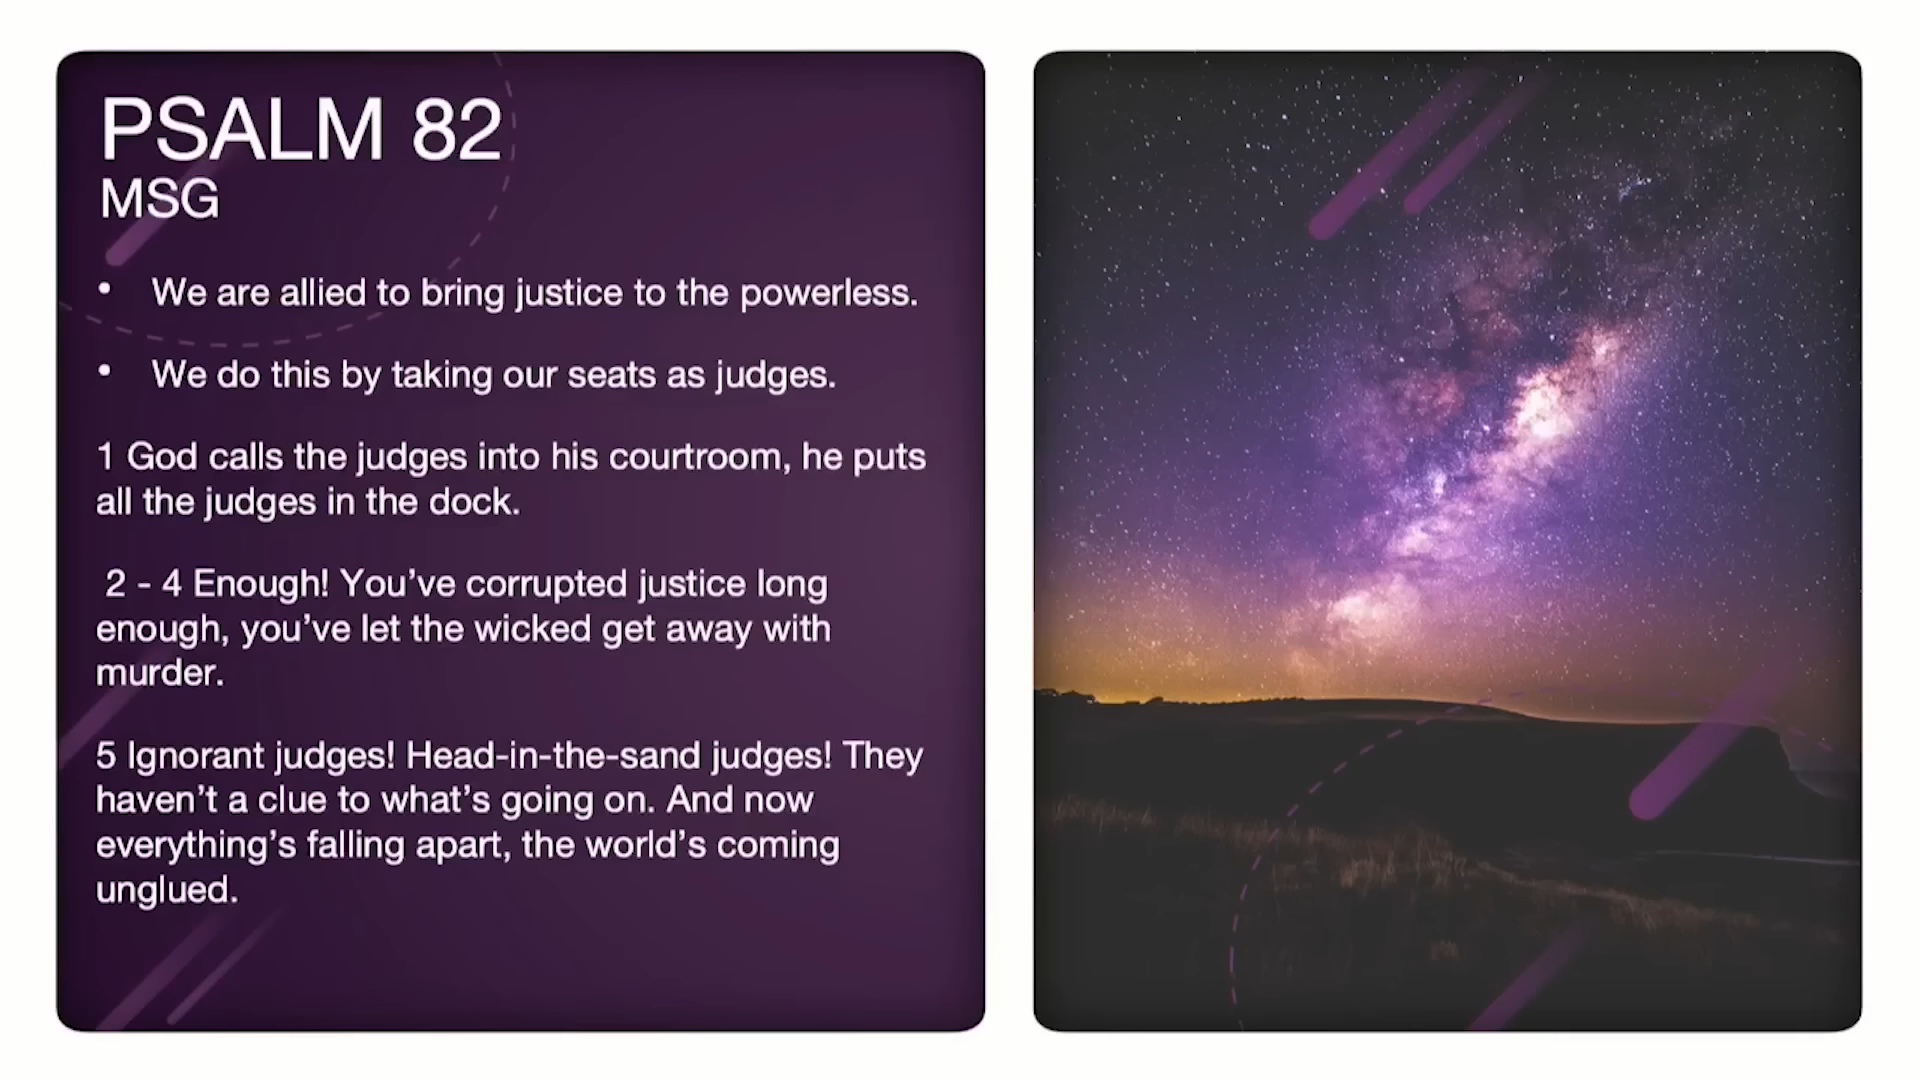 PSALM 82
MSG
• We are allied to bring justice to the powerless.
• We do this by taking our seats as judges.
1 God calls the judges into his courtroom, he puts
all the judges in the dock.
2 - 4 Enough! You’ve corrupted justice long
enough, you’ve let the wicked get away with
murder.
5 Ignorant judges! Head-in-the-sand judges! They
haven’t a clue to what’s going on. And now
everything’s falling apart, the world’s coming
unglued.